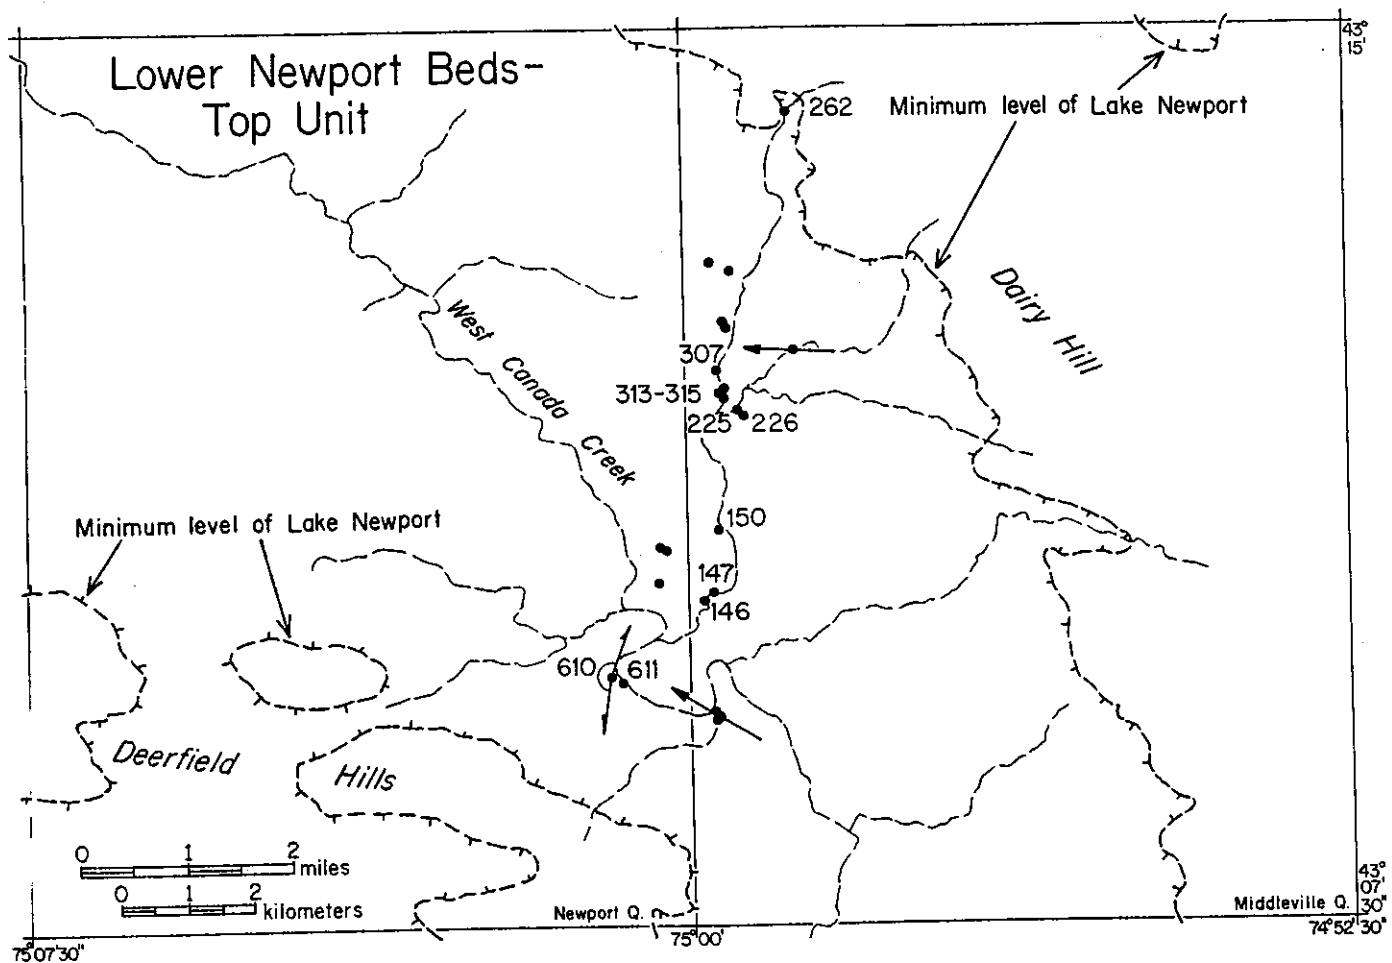 Lower Newport Beds-
Top Unit
43°
15'
262
Minimum level of Lake Newport
Dairy Hill
West Canada Creek
307
313-315
225
226
150
Minimum level of Lake Newport
147
146
610
611
Deerfield Hills
0 1 2 miles
0 1 2 kilometers
Newport Q.
Middleville Q.
43°
07'
30"
75°07'30"
75°00'
74°52'30"